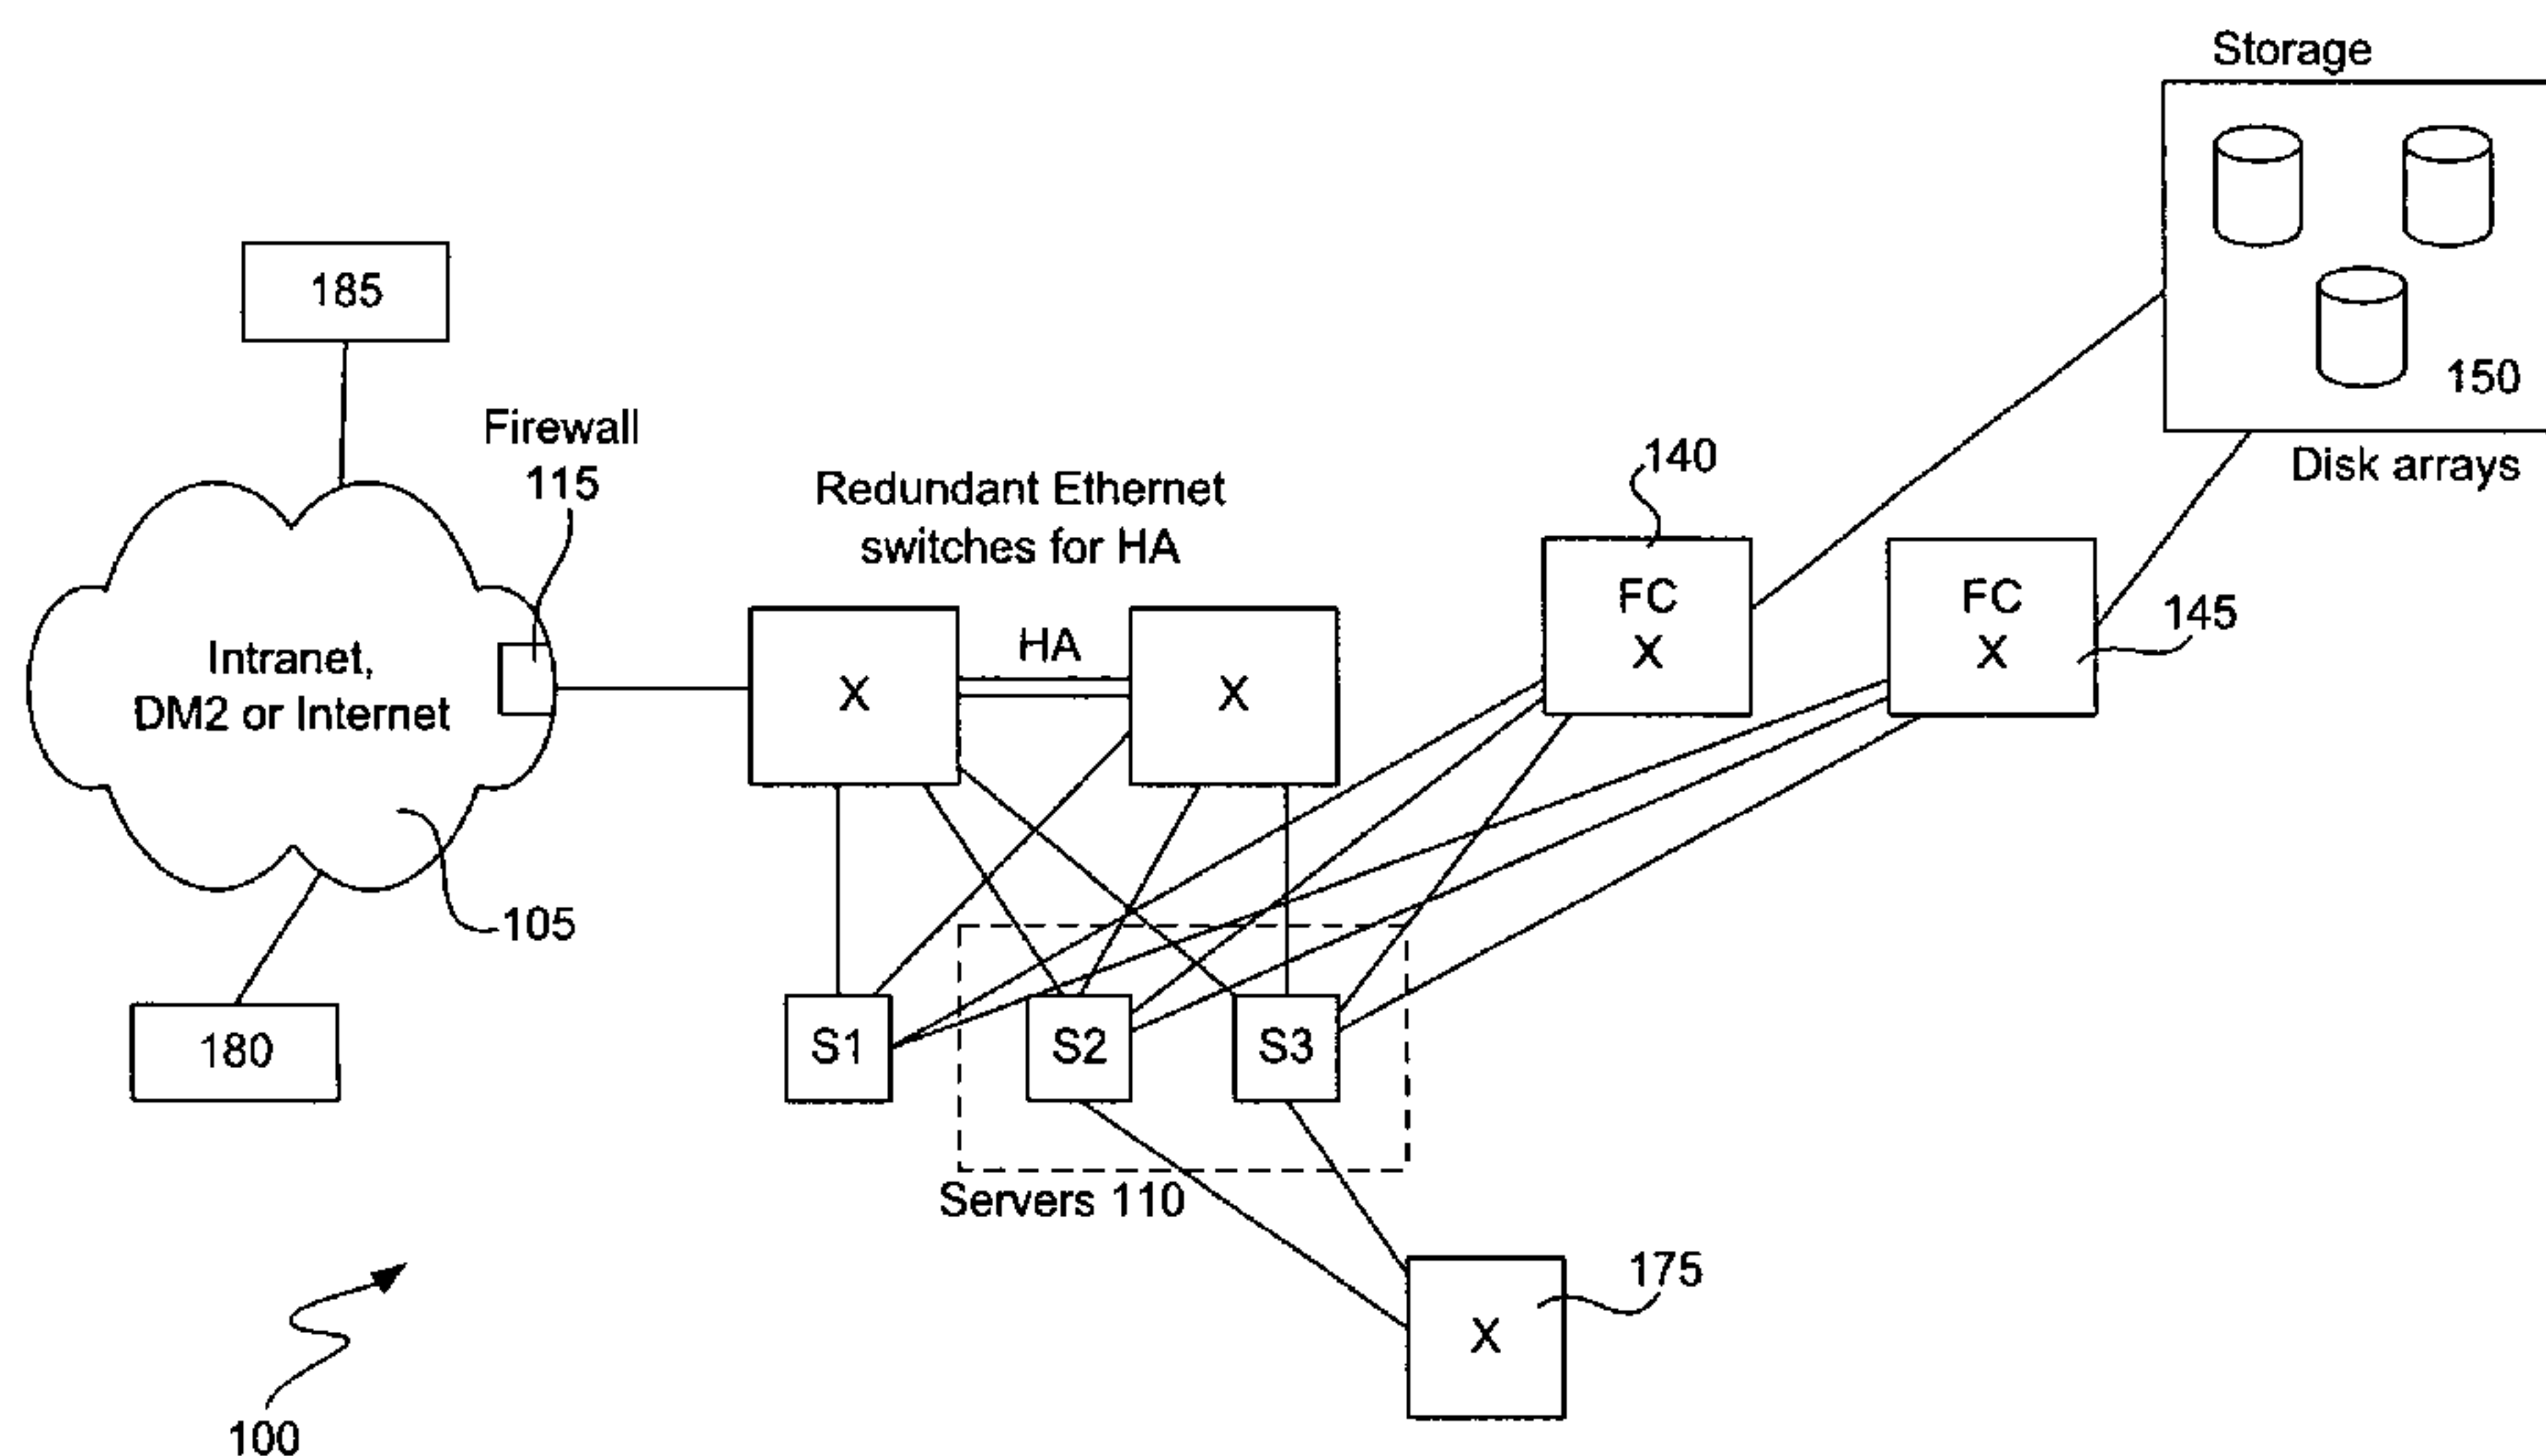 Storage
185
150
Firewall
115
Disk arrays
140
Redundant Ethernet
switches for HA
FC
X
FC
X
145
HA
Intranet,
DM2 or Internet
X
X
105
S1
S2
S3
180
Servers 110
175
X
100